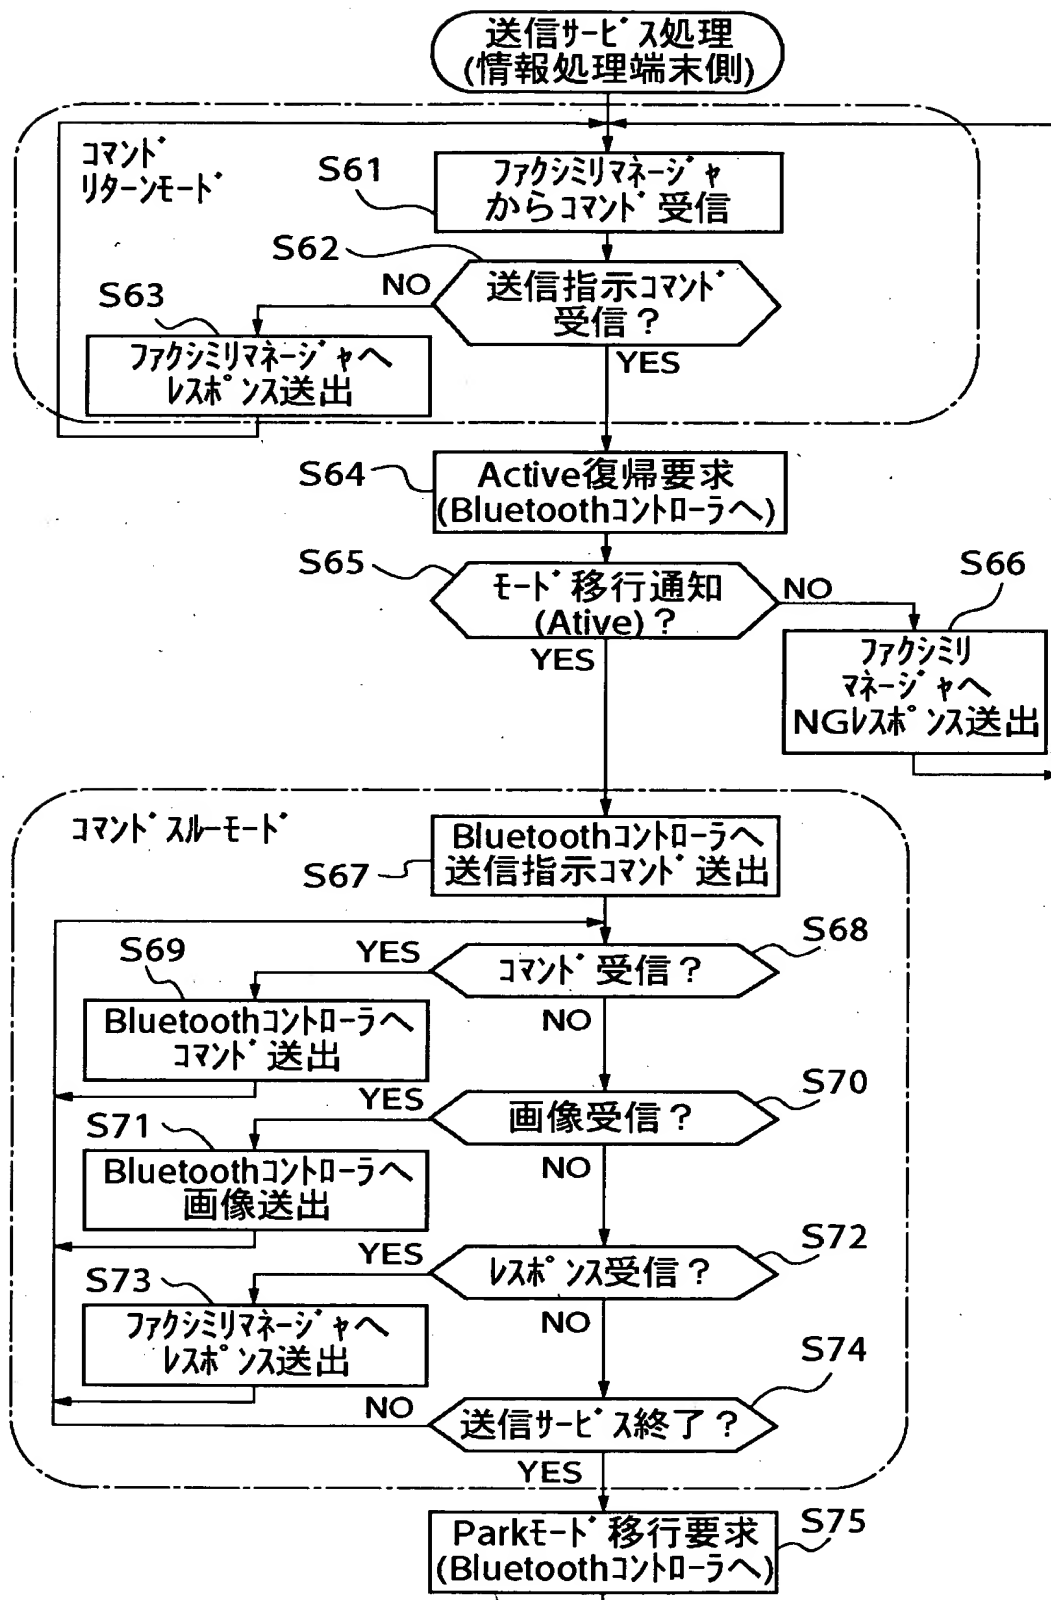 送信サービス処理
(情報処理端末側)
コマンド
リターンモード
S61
ファクシミリマネージャ
からコマンド受信
S62
送信指示コマンド
受信？
NO
YES
S63
ファクシミリマネージャへ
レスポンス送出
S64
Active復帰要求
(Bluetoothコントローラへ)
S65
モード移行通知
(Ative)？
NO
YES
S66
ファクシミリ
マネージャへ
NGレスポンス送出
コマンドスルーモード
S67
Bluetoothコントローラへ
送信指示コマンド送出
S68
コマンド受信？
YES
NO
S69
Bluetoothコントローラへ
コマンド送出
S70
画像受信？
YES
NO
S71
Bluetoothコントローラへ
画像送出
S72
レスポンス受信？
YES
NO
S73
ファクシミリマネージャへ
レスポンス送出
S74
送信サービス終了？
NO
YES
S75
Parkモード移行要求
(Bluetoothコントローラへ)